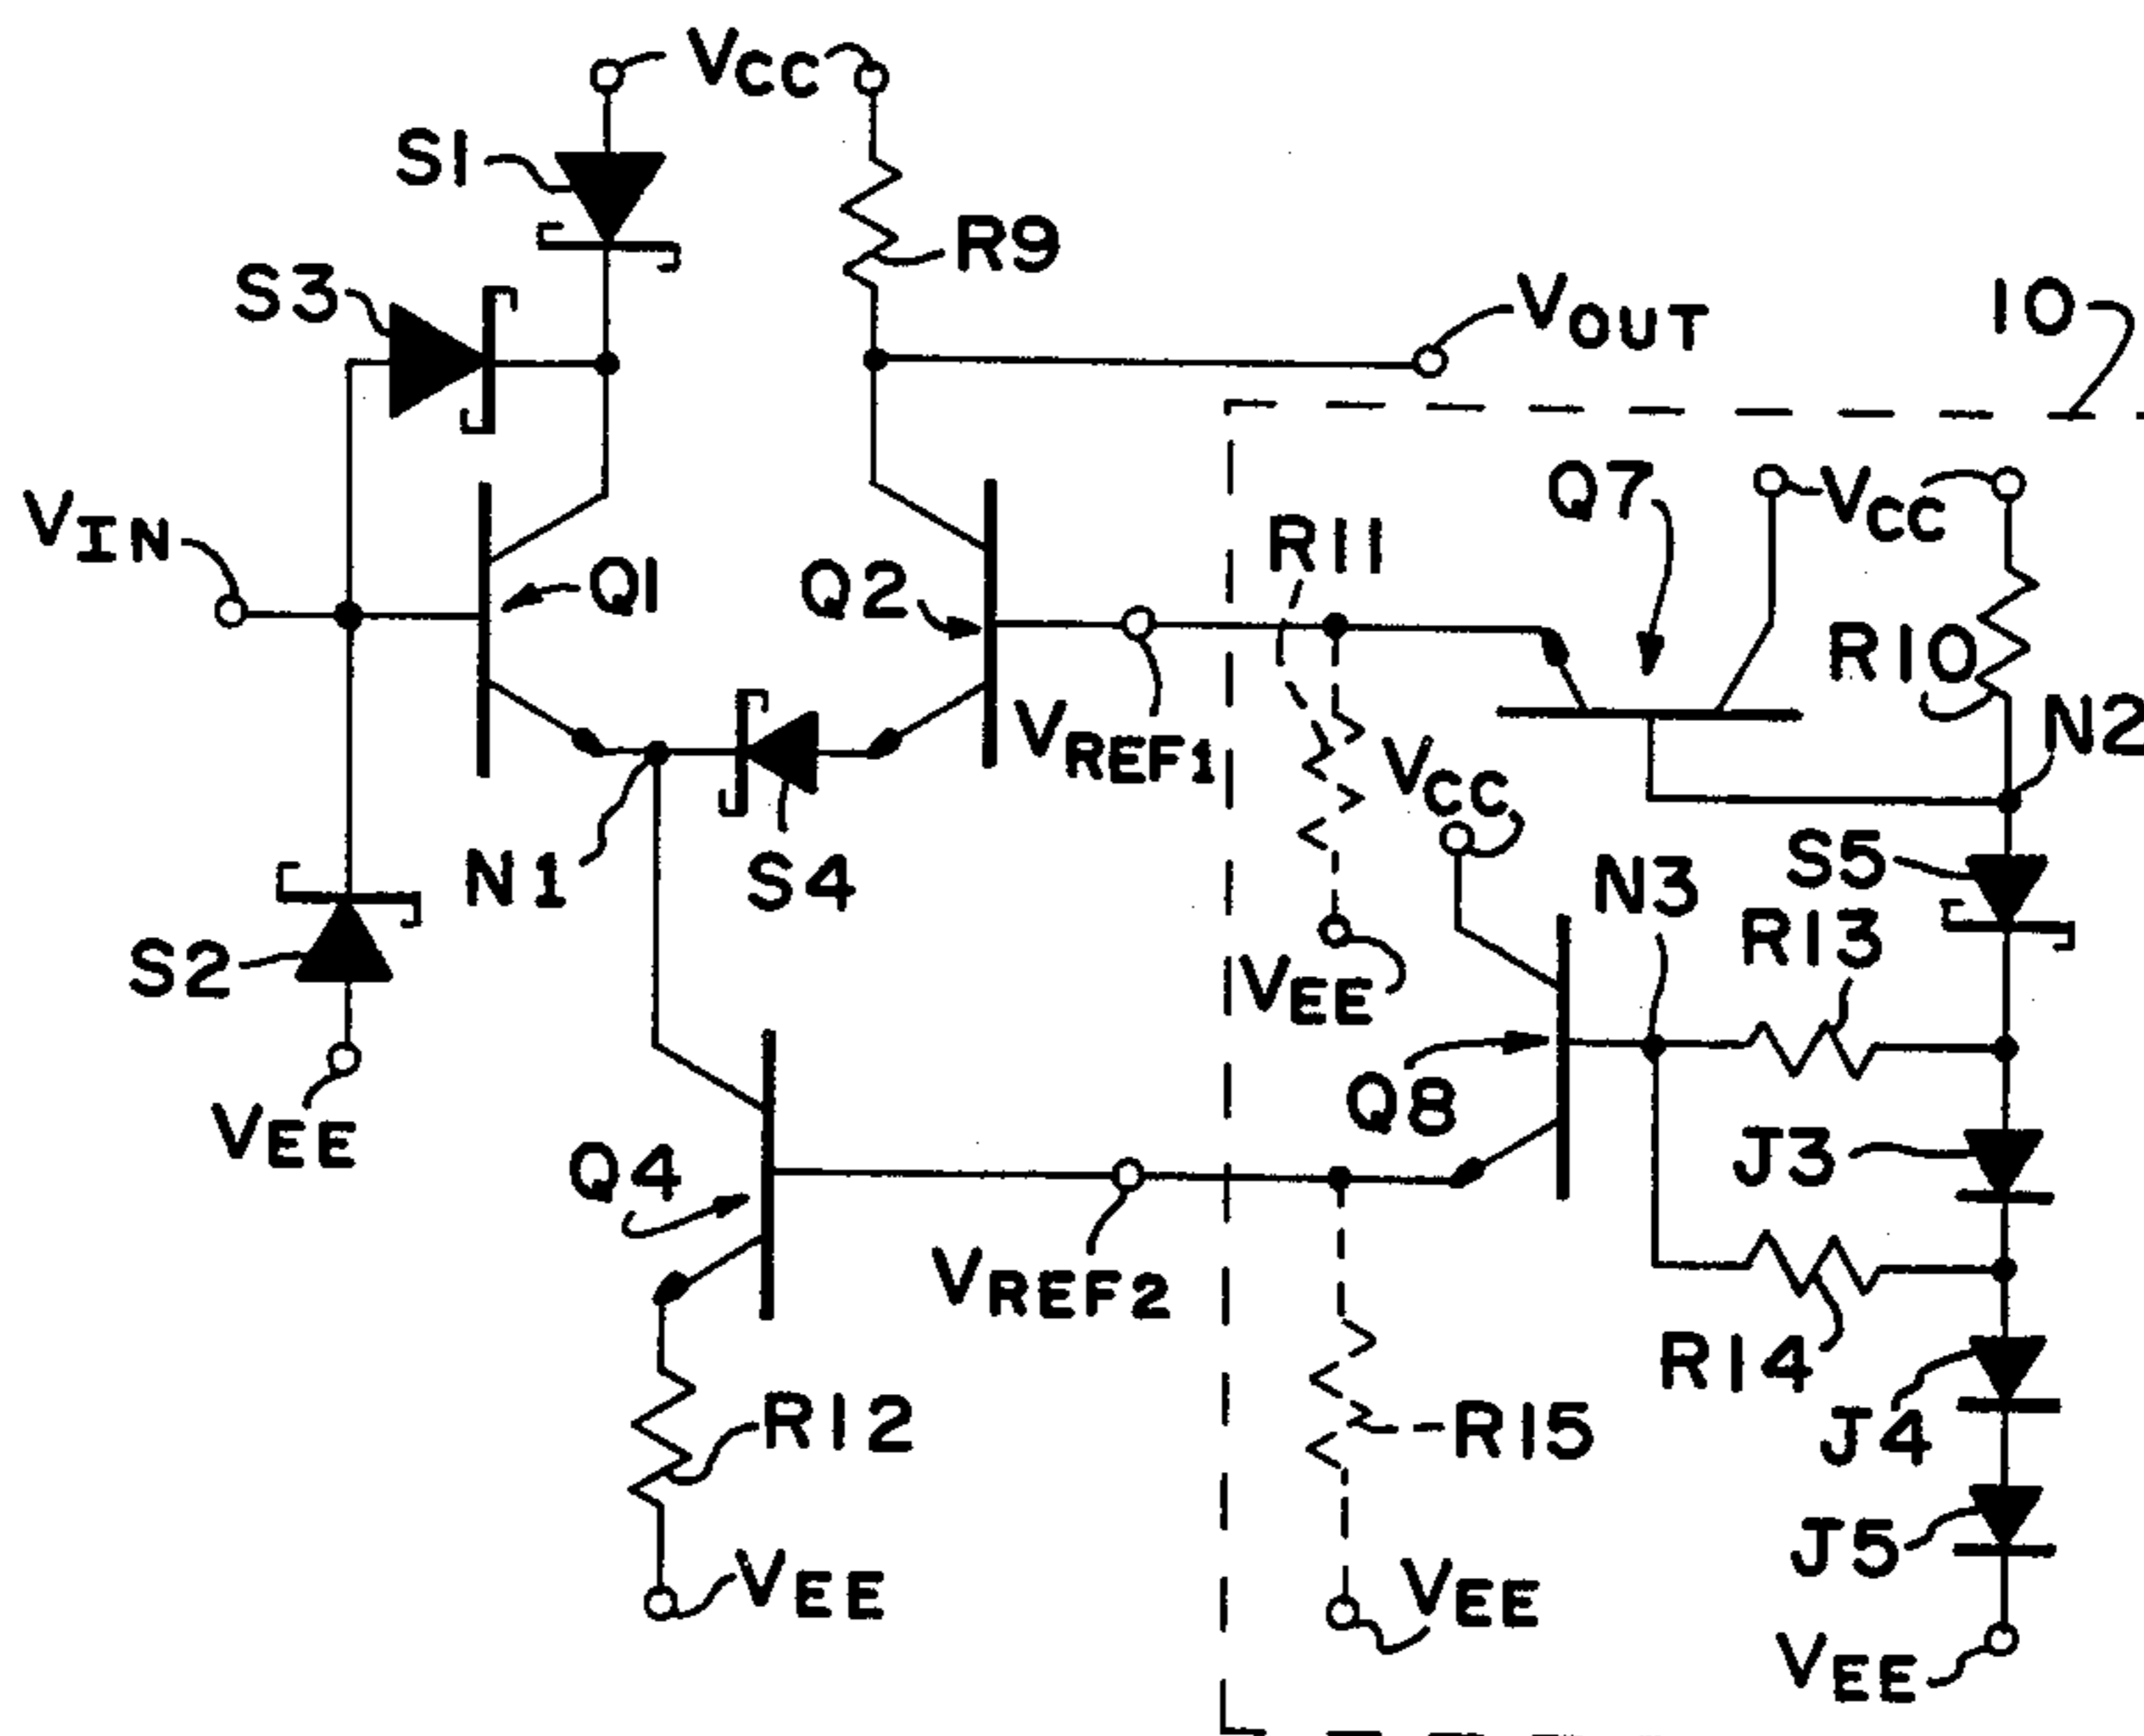 VCC
S1
S3
R9
VOUT
10
VIN
Q1
Q2
R11
Q7
VCC
R10
N2
VREF1
VCC
N1
S4
N3
S5
R13
S2
VEE
VEE
Q8
J3
Q4
VREF2
R14
R12
R15
J4
J5
VEE
VEE
VEE